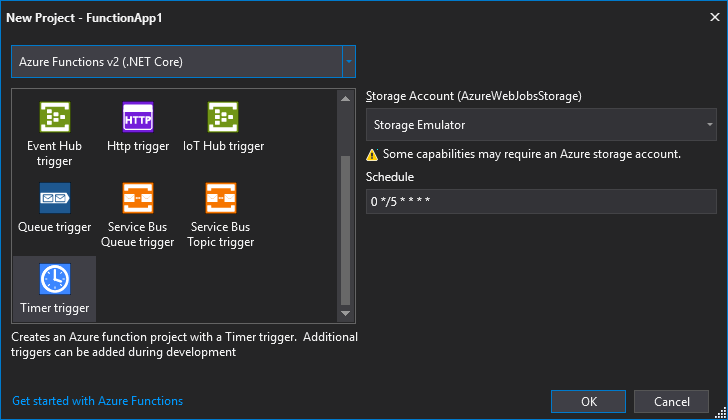 New Project - FunctionApp1
Azure Functions v2 (.NET Core)
Event Hub
trigger
HTTP
Http trigger
IoT Hub trigger
Queue trigger
Service Bus
Queue trigger
Service Bus
Topic trigger
Timer trigger
Creates an Azure function project with a Timer trigger.  Additional
triggers can be added during development
Storage Account (AzureWebJobsStorage)
Storage Emulator
Some capabilities may require an Azure storage account.
Schedule
0 */5 * * * *
Get started with Azure Functions
OK
Cancel